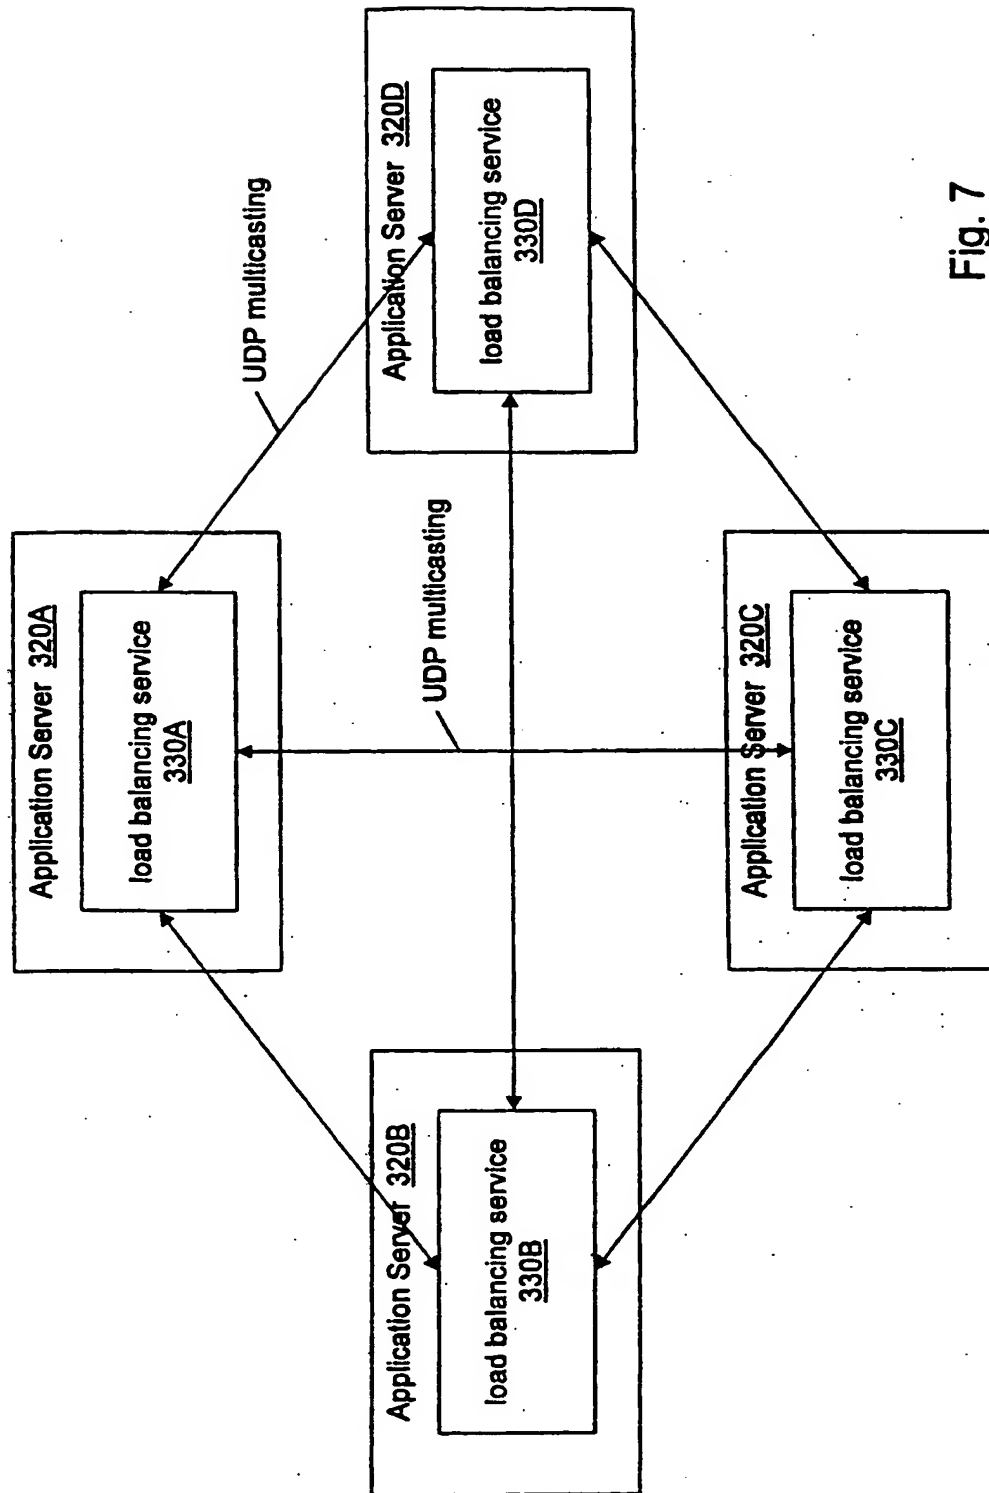 Application Server 320A
load balancing service
330A
UDP multicasting
Application Server 320B
load balancing service
330B
UDP multicasting
Application Server 320D
load balancing service
330D
Application Server 320C
load balancing service
330C
Fig. 7